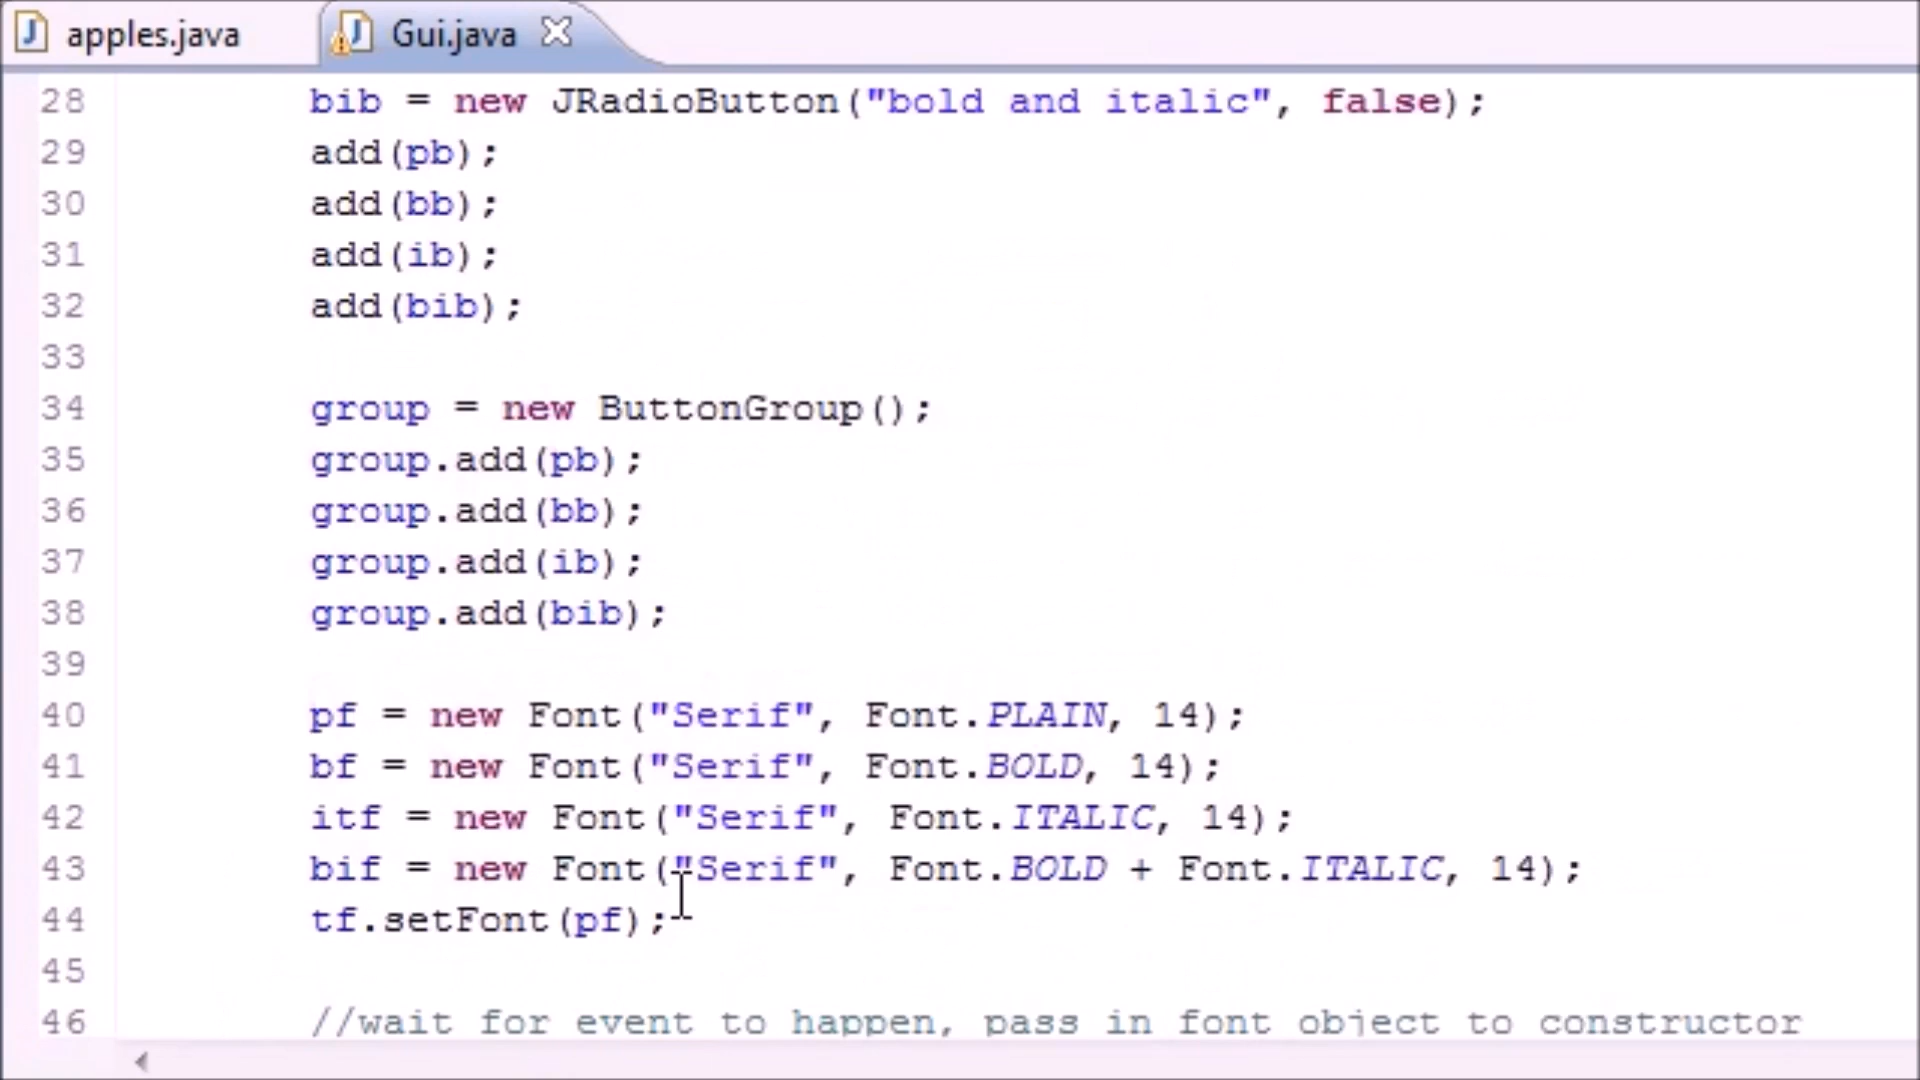 apples.java Gui.java
28 bib = new JRadioButton("bold and italic", false);
29 add(pb);
30 add(bb);
31 add(ib);
32 add(bib);
33
34 group = new ButtonGroup();
35 group.add(pb);
36 group.add(bb);
37 group.add(ib);
38 group.add(bib);
39
40 pf = new Font("Serif", Font.PLAIN, 14);
41 bf = new Font("Serif", Font.BOLD, 14);
42 itf = new Font("Serif", Font.ITALIC, 14);
43 bif = new Font("Serif", Font.BOLD + Font.ITALIC, 14);
44 tf.setFont(pf);
45
46 //wait for event to happen, pass in font object to constructor